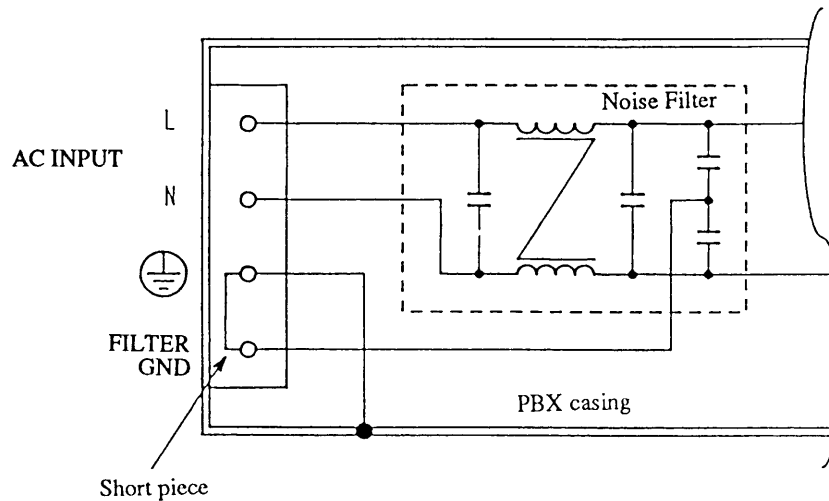 Noise Filter
L
AC INPUT
N
FILTER
GND
PBX casing
Short piece